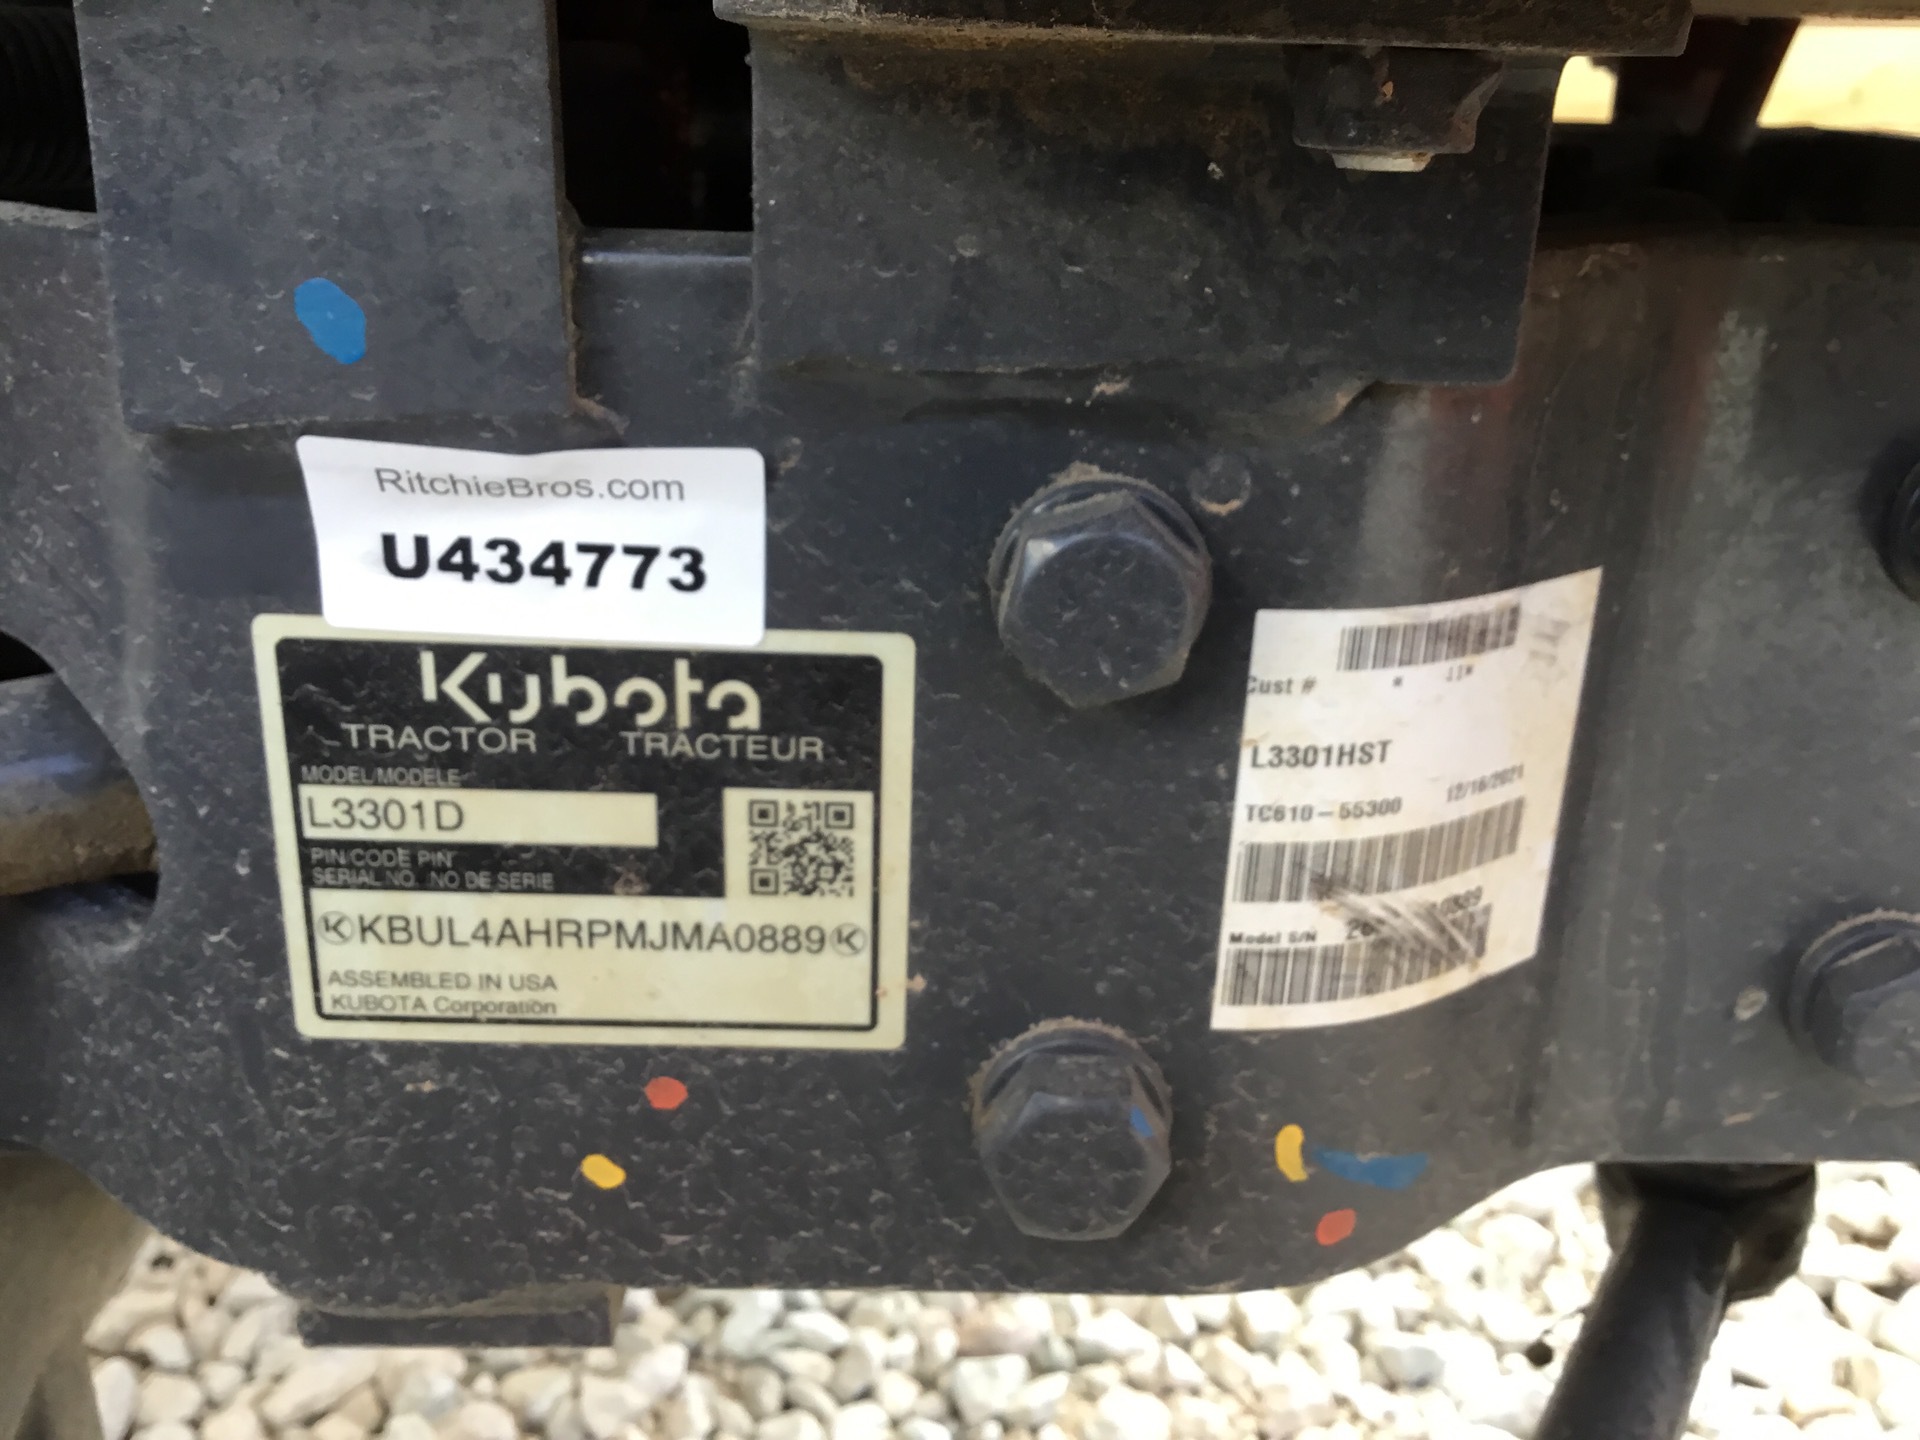 RitchieBros.com
U434773
Kubota
TRACTOR TRACTEUR
MODEL/MODELE
L3301D
PIN CODE PIN
SERIAL NO. NO DE SERIE
KBUL4AHRPMJMA0889
ASSEMBLED IN USA
KUBOTA Corporation
Cust #
L3301HST
TC610-55300 12/16/2021
Model S/N